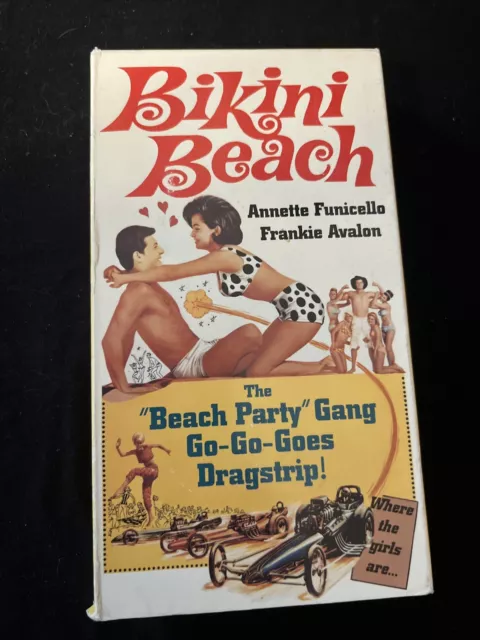 Bikini
Beach
Annette Funicello
Frankie Avalon
The
"Beach Party" Gang
Go-Go-Goes
Dragstrip!
Where
the
girls
are...